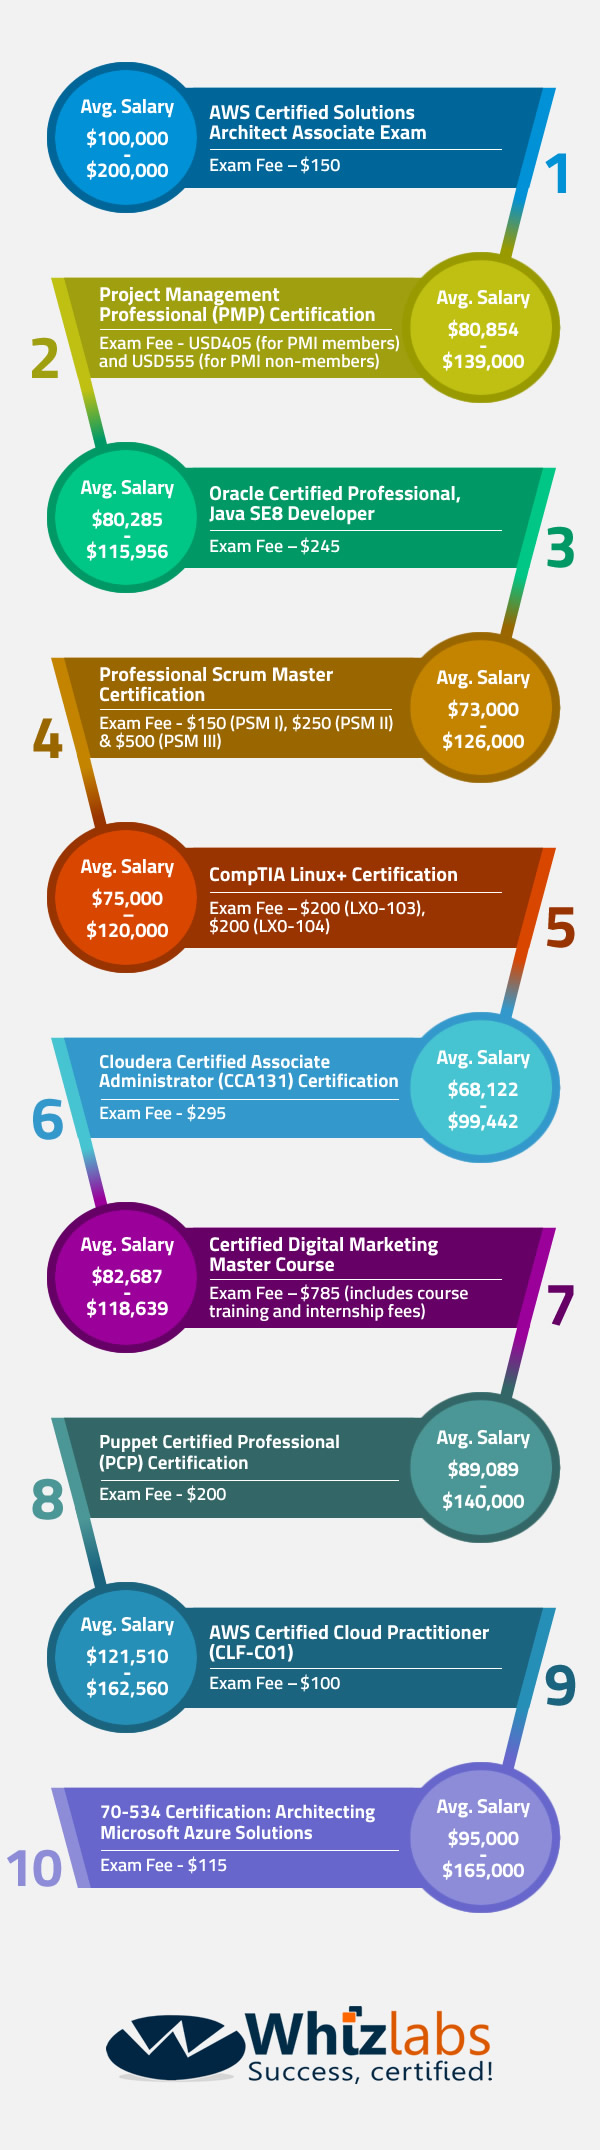 Avg. Salary
$100,000
-
$200,000
AWS Certified Solutions
Architect Associate Exam
Exam Fee – $150
1
Project Management
Professional (PMP) Certification
Exam Fee - USD405 (for PMI members)
and USD555 (for PMI non-members)
Avg. Salary
$80,854
-
$139,000
2
Avg. Salary
$80,285
-
$115,956
Oracle Certified Professional,
Java SE8 Developer
Exam Fee – $245
3
Professional Scrum Master
Certification
Exam Fee - $150 (PSM I), $250 (PSM II)
& $500 (PSM III)
Avg. Salary
$73,000
-
$126,000
4
Avg. Salary
$75,000
–
$120,000
CompTIA Linux+ Certification
Exam Fee – $200 (LX0-103),
$200 (LX0-104)
5
Cloudera Certified Associate
Administrator (CCA131) Certification
Exam Fee - $295
Avg. Salary
$68,122
-
$99,442
6
Avg. Salary
$82,687
-
$118,639
Certified Digital Marketing
Master Course
Exam Fee – $785 (includes course
training and internship fees)
7
Puppet Certified Professional
(PCP) Certification
Exam Fee - $200
Avg. Salary
$89,089
-
$140,000
8
Avg. Salary
$121,510
-
$162,560
AWS Certified Cloud Practitioner
(CLF-C01)
Exam Fee – $100
9
70-534 Certification: Architecting
Microsoft Azure Solutions
Exam Fee - $115
Avg. Salary
$95,000
-
$165,000
10
Whizlabs
Success, certified!